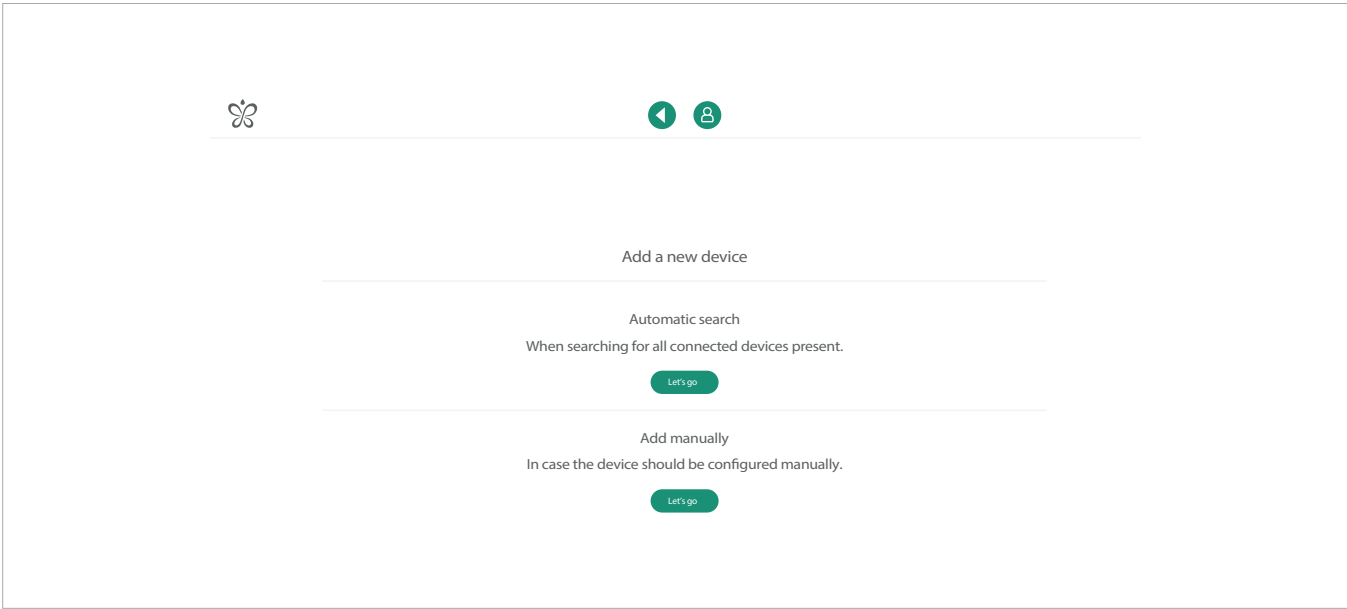 Add a new device
Automatic search
When searching for all connected devices present.
Let's go
Add manually
In case the device should be configured manually.
Let's go